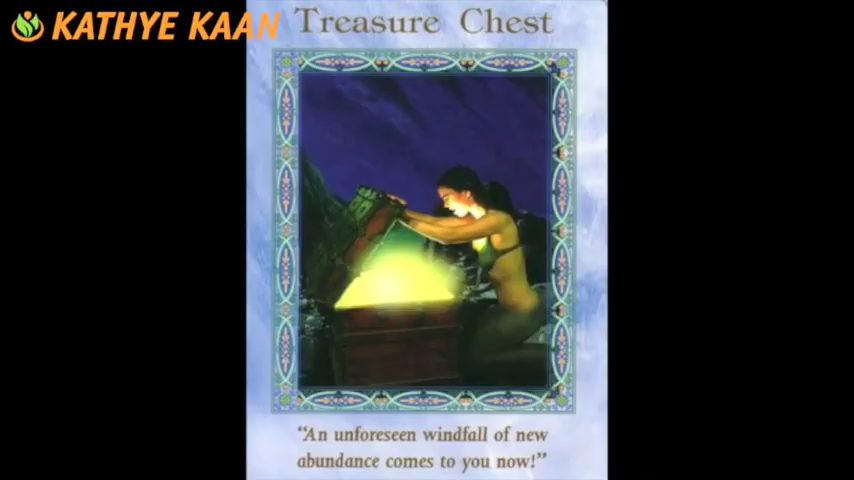 KATHYE KAAN
Treasure Chest
“An unforeseen windfall of new
abundance comes to you now!”